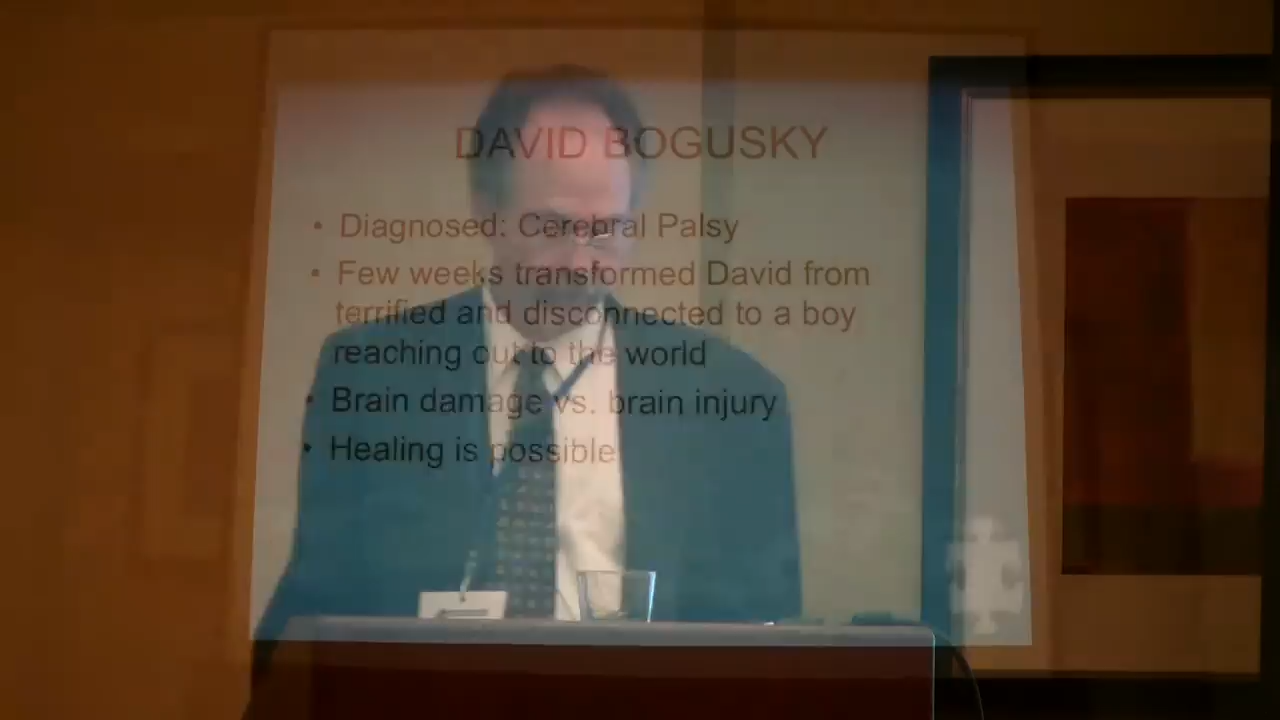 DAVID BOGUSKY
• Diagnosed: Cerebral Palsy
• Few weeks transformed David from
terrified and disconnected to a boy
reaching out to the world
• Brain damage vs. brain injury
• Healing is possible